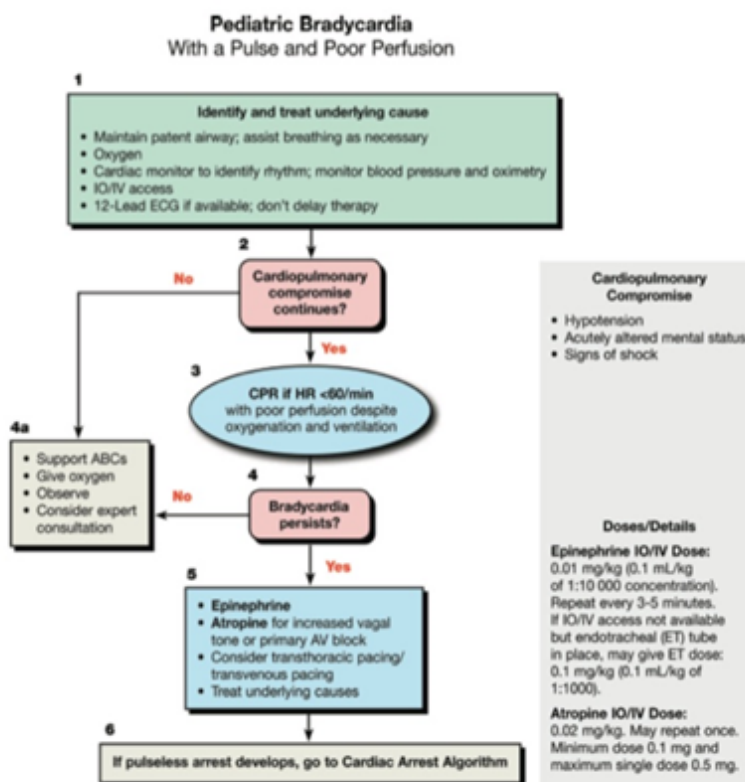 Pediatric Bradycardia
With a Pulse and Poor Perfusion
1
Identify and treat underlying cause
• Maintain patent airway; assist breathing as necessary
• Oxygen
• Cardiac monitor to identify rhythm; monitor blood pressure and oximetry
• IO/IV access
• 12-Lead ECG if available; don't delay therapy
2
Cardiopulmonary
compromise
continues?
No
Yes
3
CPR if HR <60/min
with poor perfusion despite
oxygenation and ventilation
4a
• Support ABCs
• Give oxygen
• Observe
• Consider expert
consultation
4
Bradycardia
persists?
No
Yes
5
• Epinephrine
• Atropine for increased vagal
tone or primary AV block
• Consider transthoracic pacing/
transvenous pacing
• Treat underlying causes
6
If pulseless arrest develops, go to Cardiac Arrest Algorithm
Cardiopulmonary
Compromise
• Hypotension
• Acutely altered mental status
• Signs of shock
Doses/Details
Epinephrine IO/IV Dose:
0.01 mg/kg (0.1 mL/kg
of 1:10 000 concentration).
Repeat every 3-5 minutes.
If IO/IV access not available
but endotracheal (ET) tube
in place, may give ET dose:
0.1 mg/kg (0.1 mL/kg of
1:1000).
Atropine IO/IV Dose:
0.02 mg/kg. May repeat once.
Minimum dose 0.1 mg and
maximum single dose 0.5 mg.